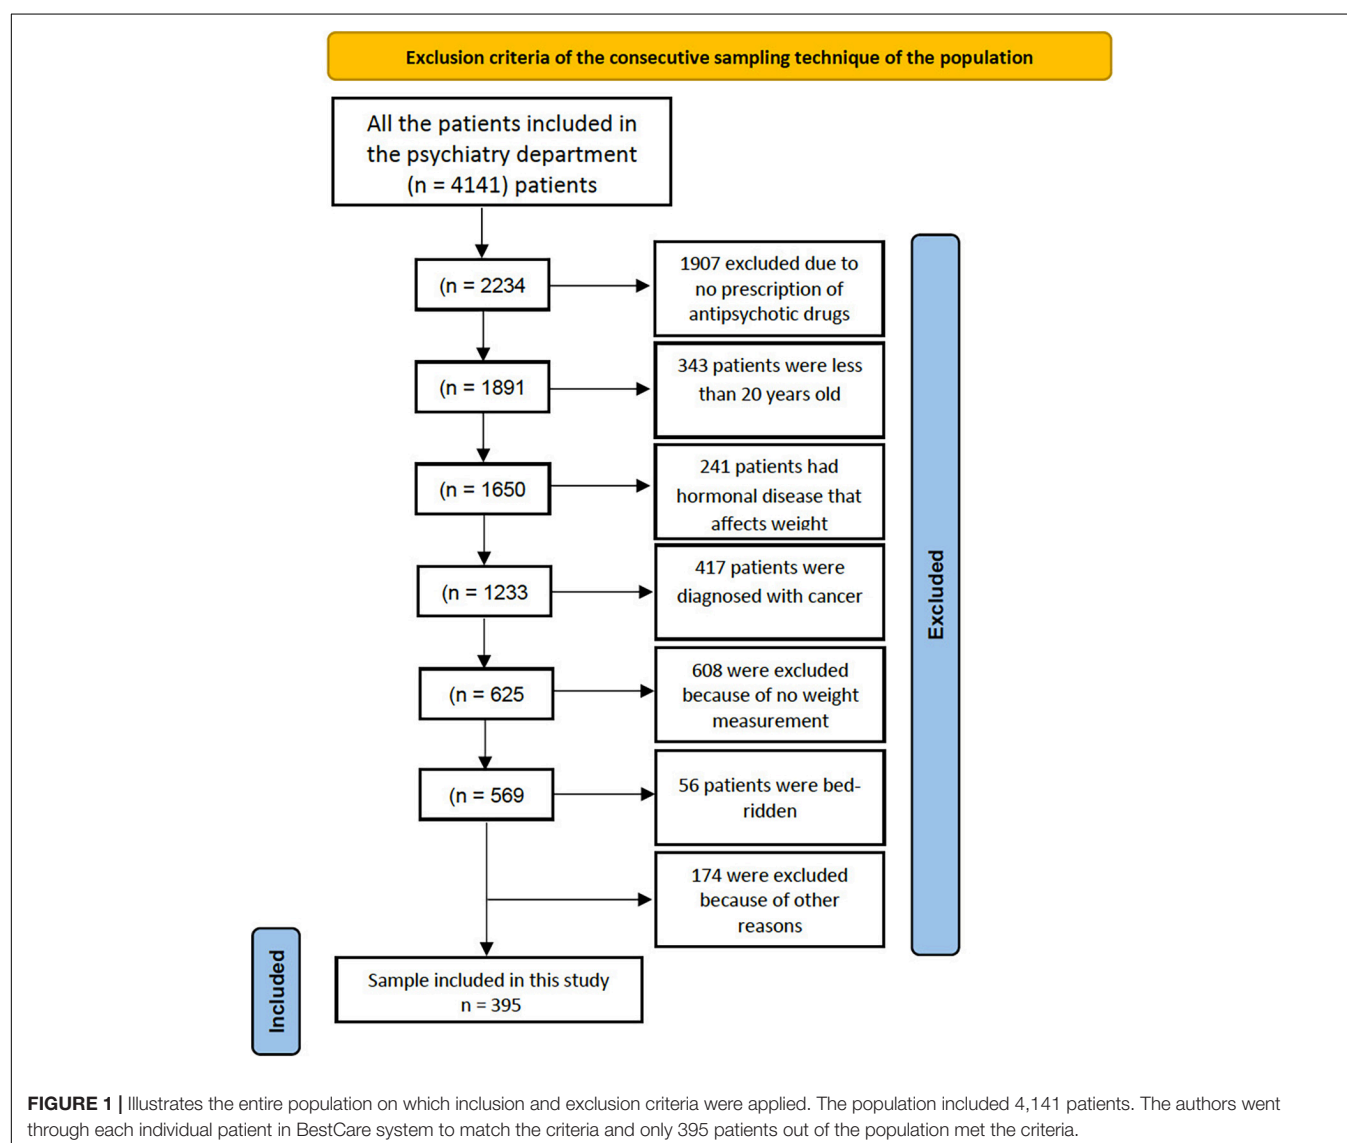 Exclusion criteria of the consecutive sampling technique of the population
All the patients included in
the psychiatry department
(n = 4141) patients
(n = 2234
1907 excluded due to
no prescription of
antipsychotic drugs
(n = 1891
343 patients were less
than 20 years old
(n = 1650
241 patients had
hormonal disease that
affects weight
(n = 1233
417 patients were
diagnosed with cancer
(n = 625
608 were excluded
because of no weight
measurement
(n = 569
56 patients were bed-
ridden
174 were excluded
because of other
reasons
Excluded
Included
Sample included in this study
n = 395
FIGURE 1 | Illustrates the entire population on which inclusion and exclusion criteria were applied. The population included 4,141 patients. The authors went
through each individual patient in BestCare system to match the criteria and only 395 patients out of the population met the criteria.